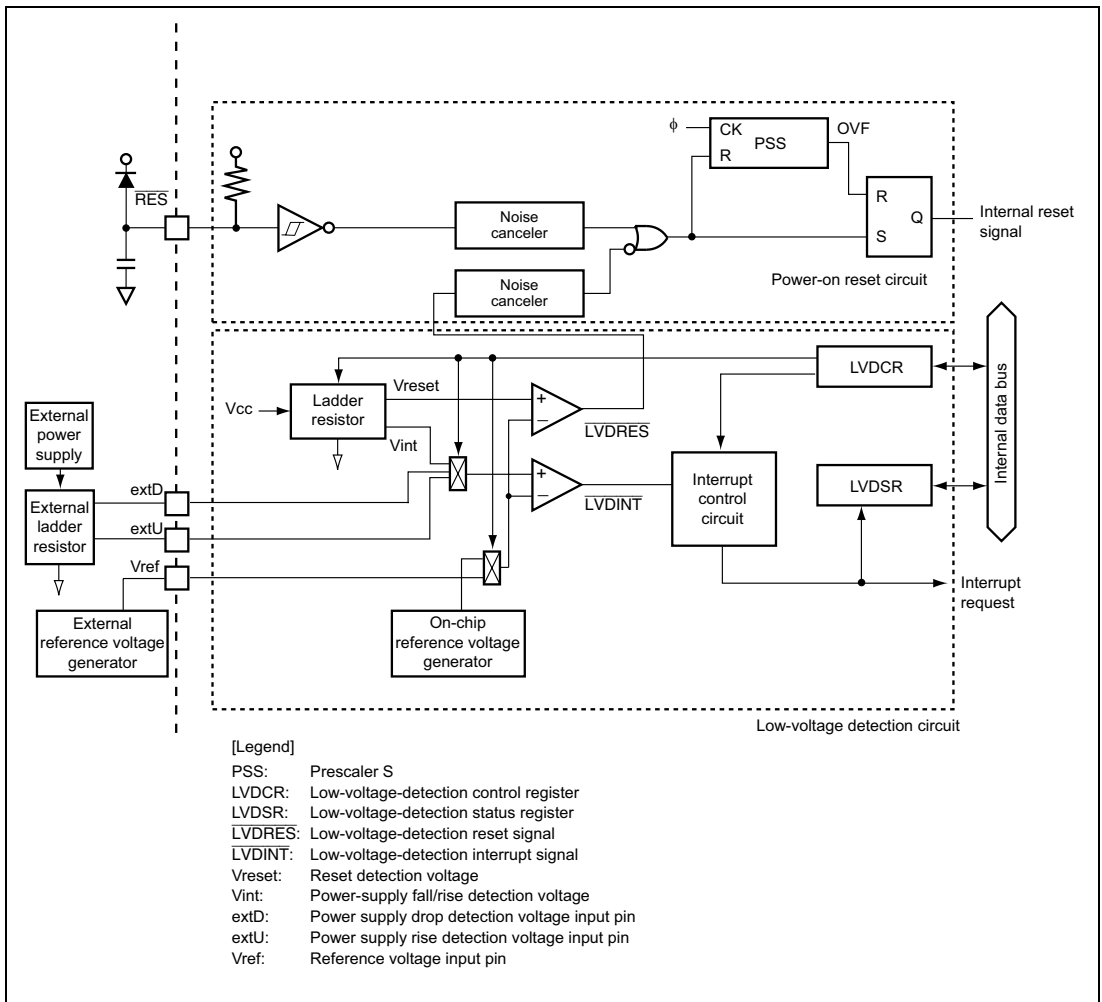 φ
CK
PSS
R
OVF
RES
Noise
canceler
R
Q
S
Internal reset
signal
Noise
canceler
Power-on reset circuit
LVDCR
Vreset
Vcc
Ladder
resistor
+
−
LVDRES
External
power
supply
Vint
Internal data bus
extD
+
−
LVDINT
Interrupt
control
circuit
LVDSR
External
ladder
resistor
extU
Vref
Interrupt
request
External
reference voltage
generator
On-chip
reference voltage
generator
Low-voltage detection circuit
[Legend]
PSS: Prescaler S
LVDCR: Low-voltage-detection control register
LVDSR: Low-voltage-detection status register
LVDRES: Low-voltage-detection reset signal
LVDINT: Low-voltage-detection interrupt signal
Vreset: Reset detection voltage
Vint: Power-supply fall/rise detection voltage
extD: Power supply drop detection voltage input pin
extU: Power supply rise detection voltage input pin
Vref: Reference voltage input pin